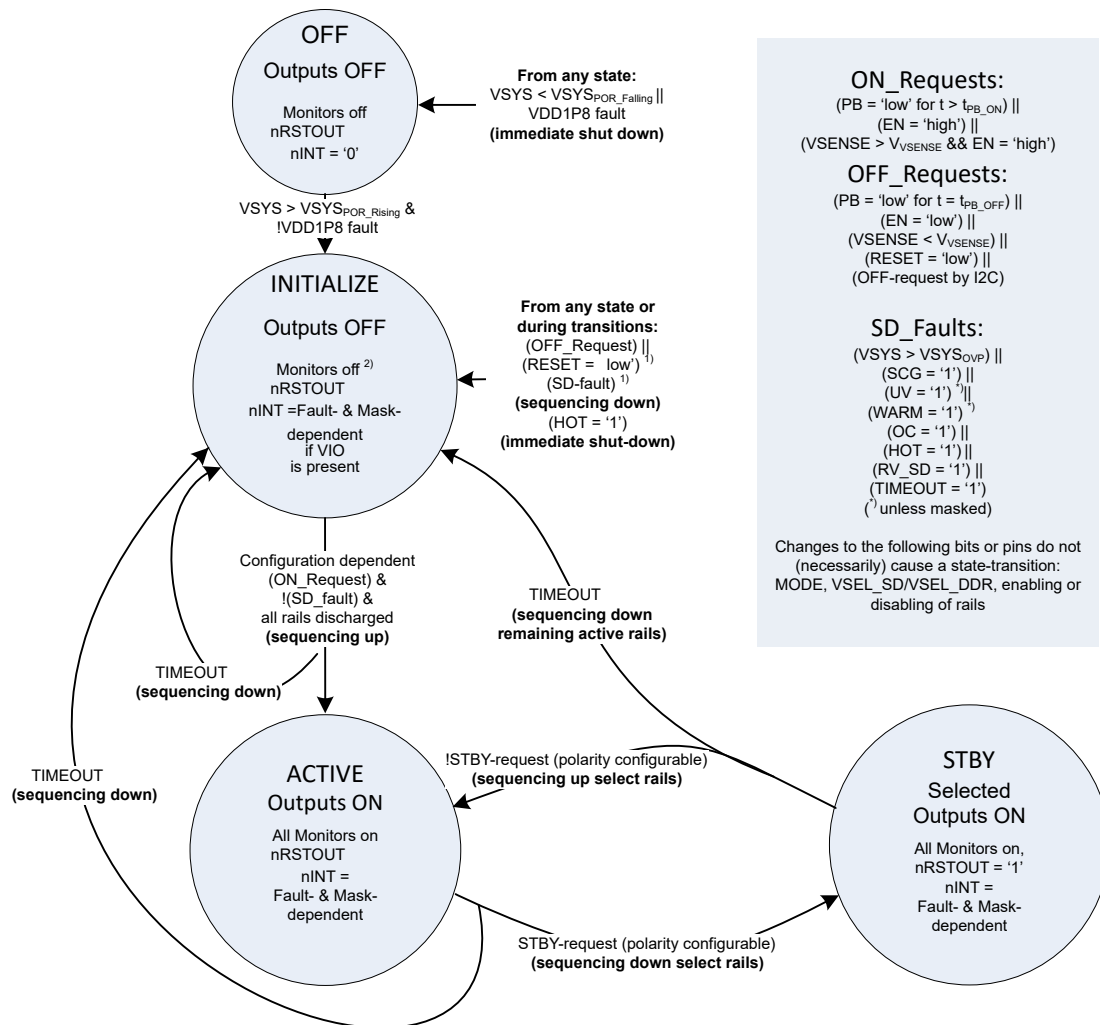 OFF
Outputs OFF
Monitors off
nRSTOUT
nINT = ‘0’
From any state:
VSYS < VSYSPOR_Falling ||
VDD1P8 fault
(immediate shut down)
VSYS > VSYSPOR_Rising &
!VDD1P8 fault
INITIALIZE
Outputs OFF
Monitors off 2)
nRSTOUT
nINT =Fault- & Mask-
dependent
if VIO
is present
From any state or
during transitions:
(OFF_Request) ||
(RESET = low’) 1)
(SD-fault) 1)
(sequencing down)
(HOT = ‘1’)
(immediate shut-down)
Configuration dependent
(ON_Request) &
!(SD_fault) &
all rails discharged
(sequencing up)
TIMEOUT
(sequencing down)
TIMEOUT
(sequencing down
remaining active rails)
TIMEOUT
(sequencing down)
!STBY-request (polarity configurable)
(sequencing up select rails)
ACTIVE
Outputs ON
All Monitors on
nRSTOUT
nINT =
Fault- & Mask-
dependent
STBY
Selected
Outputs ON
All Monitors on,
nRSTOUT = ‘1’
nINT =
Fault- & Mask-
dependent
STBY-request (polarity configurable)
(sequencing down select rails)
ON_Requests:
(PB = ‘low’ for t > tPB_ON) ||
(EN = ‘high’) ||
(VSENSE > VVSENSE && EN = ‘high’)
OFF_Requests:
(PB = ‘low’ for t = tPB_OFF) ||
(EN = ‘low’) ||
(VSENSE < VVSENSE) ||
(RESET = ‘low’) ||
(OFF-request by I2C)
SD_Faults:
(VSYS > VSYSOVP) ||
(SCG = ‘1’) ||
(UV = ‘1’) *)||
(WARM = ‘1’) *)
(OC = ‘1’) ||
(HOT = ‘1’) ||
(RV_SD = ‘1’) ||
(TIMEOUT = ‘1’)
(*) unless masked)
Changes to the following bits or pins do not
(necessarily) cause a state-transition:
MODE, VSEL_SD/VSEL_DDR, enabling or
disabling of rails